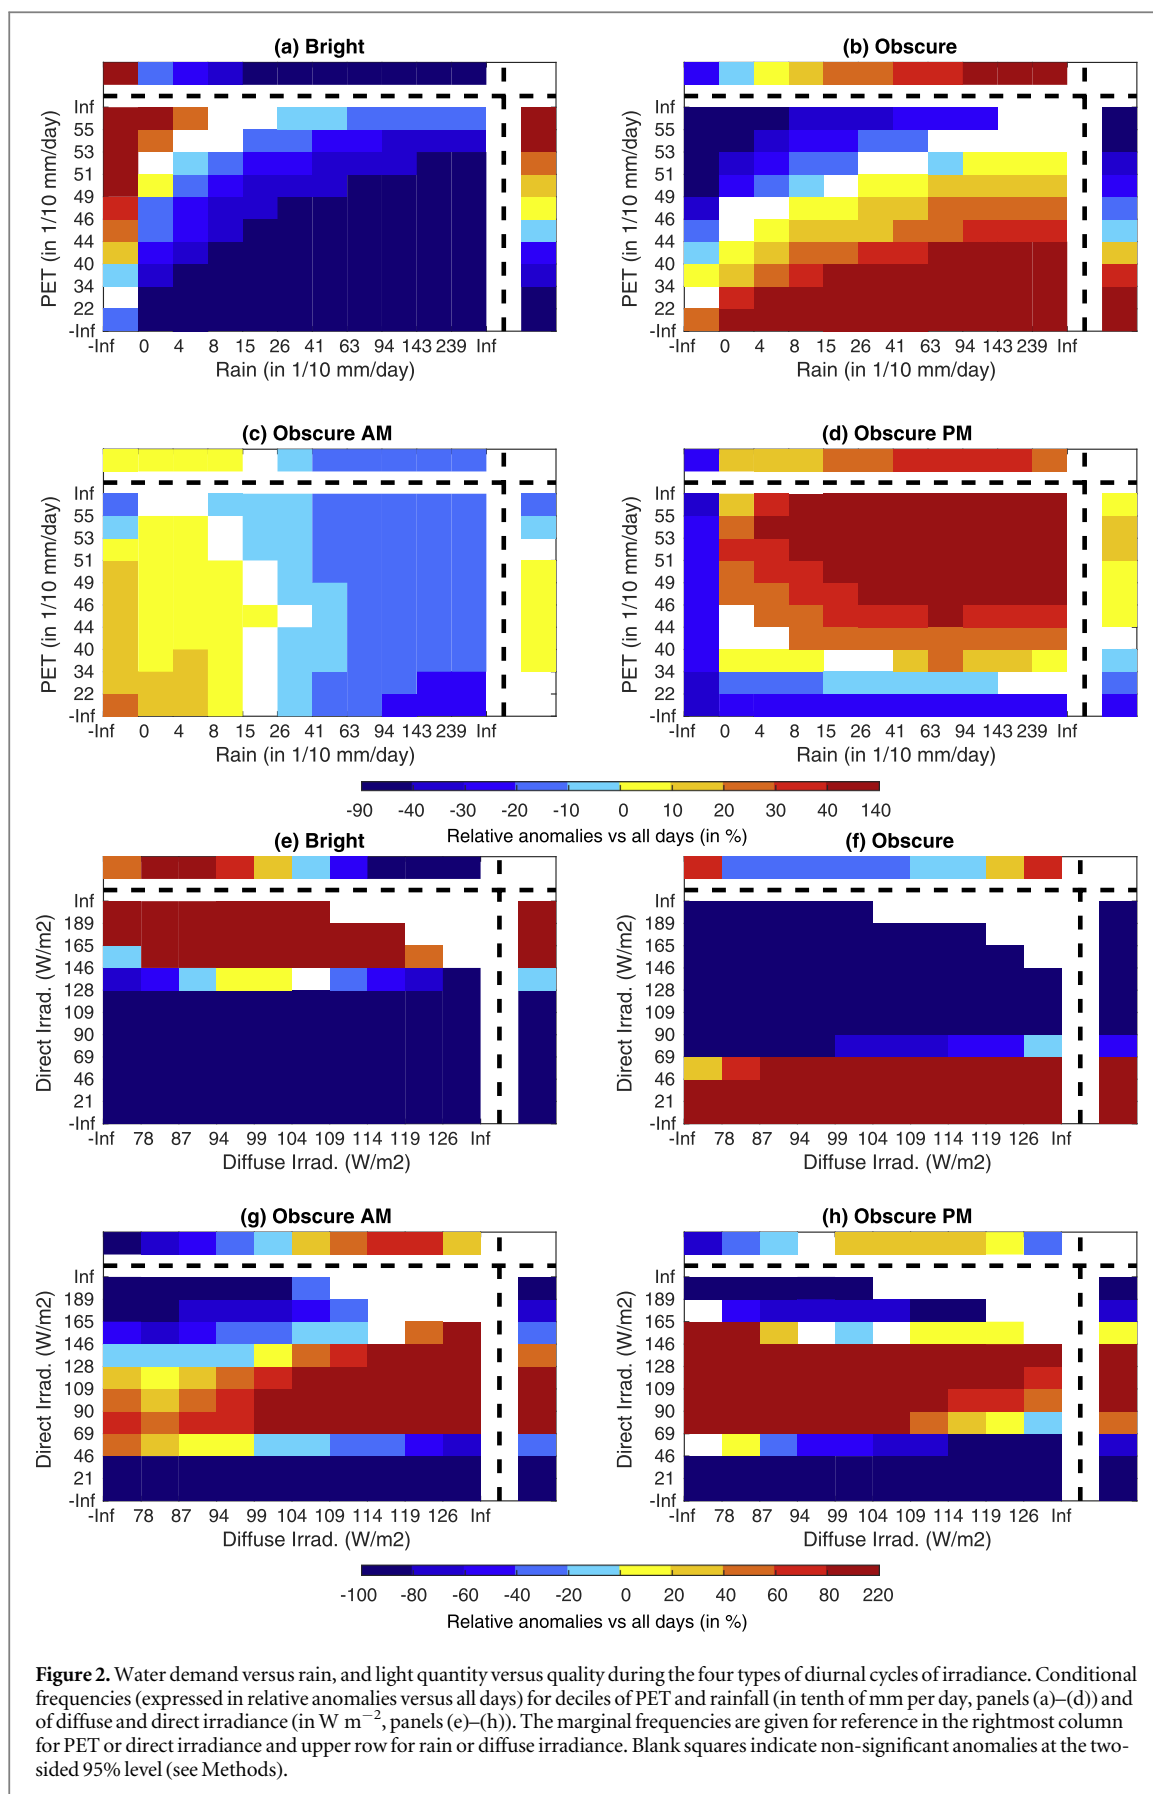 (a) Bright
Inf
55
53
51
49
46
44
40
34
22
-Inf
PET (in 1/10 mm/day)
-Inf 0 4 8 15 26 41 63 94 143 239 Inf
Rain (in 1/10 mm/day)
(b) Obscure
Inf
55
53
51
49
46
44
40
34
22
-Inf
PET (in 1/10 mm/day)
-Inf 0 4 8 15 26 41 63 94 143 239 Inf
Rain (in 1/10 mm/day)
(c) Obscure AM
Inf
55
53
51
49
46
44
40
34
22
-Inf
PET (in 1/10 mm/day)
-Inf 0 4 8 15 26 41 63 94 143 239 Inf
Rain (in 1/10 mm/day)
(d) Obscure PM
Inf
55
53
51
49
46
44
40
34
22
-Inf
PET (in 1/10 mm/day)
-Inf 0 4 8 15 26 41 63 94 143 239 Inf
Rain (in 1/10 mm/day)
-90 -40 -30 -20 -10 0 10 20 30 40 140
Relative anomalies vs all days (in %)
(e) Bright
Inf
189
165
146
128
109
90
69
46
21
-Inf
Direct Irrad. (W/m2)
-Inf 78 87 94 99 104 109 114 119 126 Inf
Diffuse Irrad. (W/m2)
(f) Obscure
Inf
189
165
146
128
109
90
69
46
21
-Inf
Direct Irrad. (W/m2)
-Inf 78 87 94 99 104 109 114 119 126 Inf
Diffuse Irrad. (W/m2)
(g) Obscure AM
Inf
189
165
146
128
109
90
69
46
21
-Inf
Direct Irrad. (W/m2)
-Inf 78 87 94 99 104 109 114 119 126 Inf
Diffuse Irrad. (W/m2)
(h) Obscure PM
Inf
189
165
146
128
109
90
69
46
21
-Inf
Direct Irrad. (W/m2)
-Inf 78 87 94 99 104 109 114 119 126 Inf
Diffuse Irrad. (W/m2)
-100 -80 -60 -40 -20 0 20 40 60 80 220
Relative anomalies vs all days (in %)
Figure 2. Water demand versus rain, and light quantity versus quality during the four types of diurnal cycles of irradiance. Conditional
frequencies (expressed in relative anomalies versus all days) for deciles of PET and rainfall (in tenth of mm per day, panels (a)–(d)) and
of diffuse and direct irradiance (in W m⁻², panels (e)–(h)). The marginal frequencies are given for reference in the rightmost column
for PET or direct irradiance and upper row for rain or diffuse irradiance. Blank squares indicate non-significant anomalies at the two-
sided 95% level (see Methods).